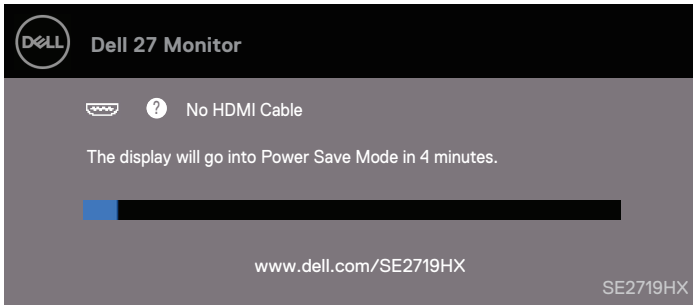 DELL
Dell 27 Monitor
? No HDMI Cable
The display will go into Power Save Mode in 4 minutes.
www.dell.com/SE2719HX
SE2719HX